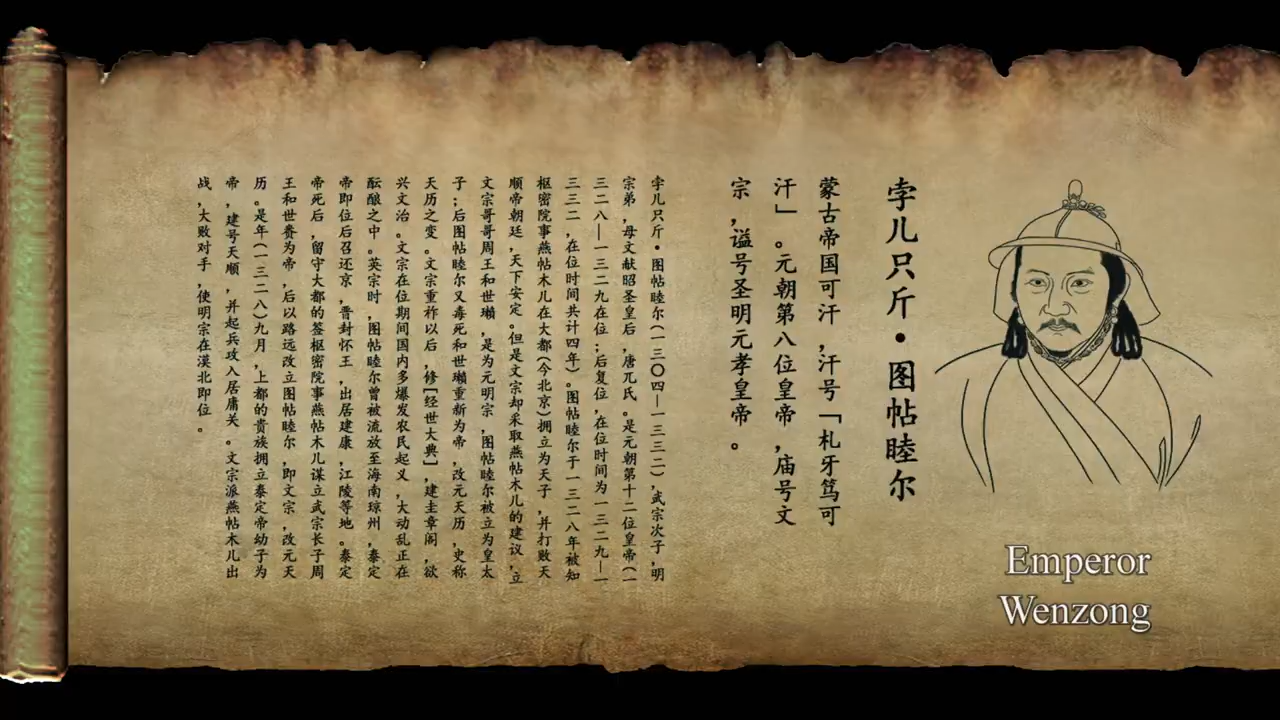 孛儿只斤·图帖睦尔
蒙古帝国可汗,汗号「札牙笃可
汗」。元朝第八位皇帝,庙号文
宗,谥号圣明元孝皇帝。
孛儿只斤·图帖睦尔(一三〇四—一三三二),武宗次子,明
宗弟,母文献昭圣皇后,唐兀氏。是元朝第十二位皇帝(一
三二八—一三二九在位;后复位,在位时间为一三二九—一
三三二,在位时间共计四年)。图帖睦尔于一三二八年被知
枢密院事燕帖木儿在大都(今北京)拥立为天子,并打败天
顺帝朝廷,天下安定。但是文宗却采取燕帖木儿的建议,立
文宗哥哥周王和世㻋,是为元明宗,图帖睦尔被立为皇太
子;后图帖睦尔又毒死和世㻋重新为帝,改元天历,史称
天历之变。文宗重祚以后,修[经世大典],建圭章阁,欲
兴文治。文宗在位期间国内多爆发农民起义,大动乱正在
酝酿之中。英宗时,图帖睦尔曾被流放至海南琼州,泰定
帝即位后召还京,晋封怀王,出居建康,江陵等地。泰定
帝死后,留守大都的签枢密院事燕帖木儿谋立武宗长子周
王和世㻋为帝,后以路远改立图帖睦尔,即文宗,改元天
历。是年(一三二八)九月,上都的贵族拥立泰定帝幼子为
帝,建号天顺,并起兵攻入居庸关。文宗派燕帖木儿出
战,大败对手,使明宗在漠北即位。
Emperor
Wenzong